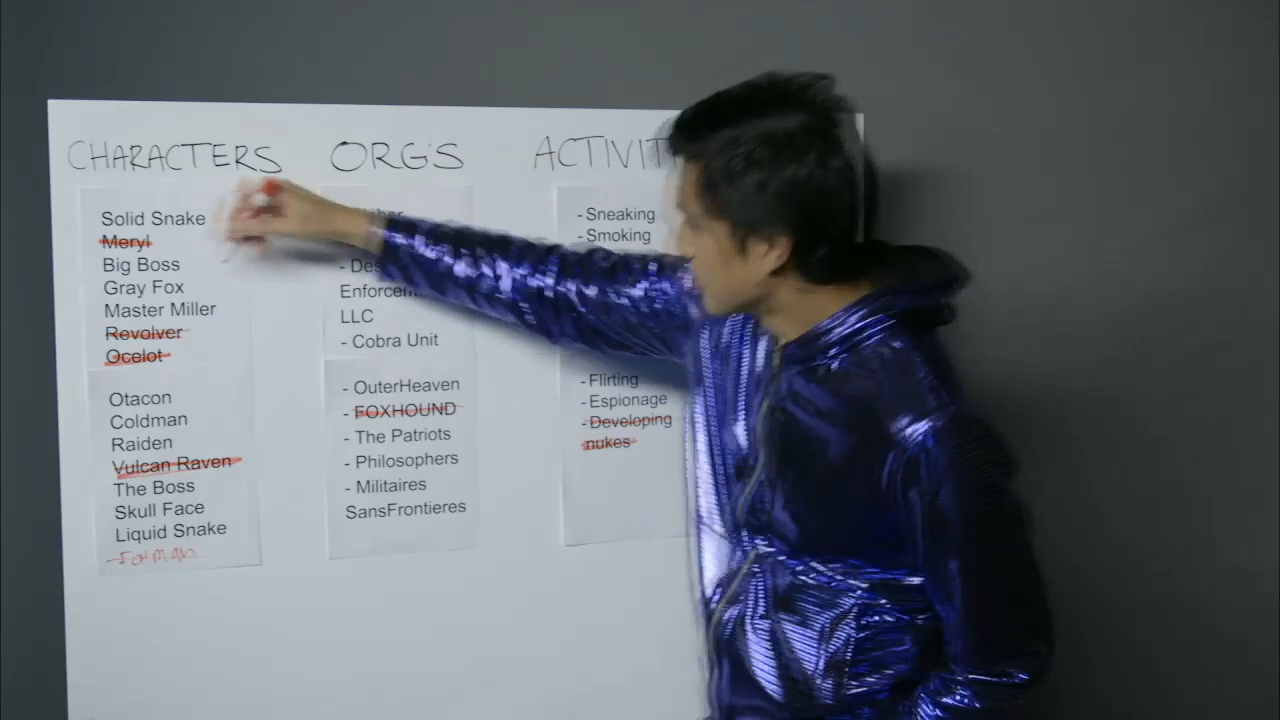 CHARACTERS
ORG'S
ACTIVIT
Solid Snake
Meryl
Big Boss
Gray Fox
Master Miller
Revolver
Ocelot
Otacon
Coldman
Raiden
Vulcan Raven
The Boss
Skull Face
Liquid Snake
- Des
Enforcem
LLC
- Cobra Unit
- OuterHeaven
- FOXHOUND
- The Patriots
- Philosophers
- Militaires
SansFrontieres
- Sneaking
- Smoking
- Flirting
- Espionage
- Developing
nukes